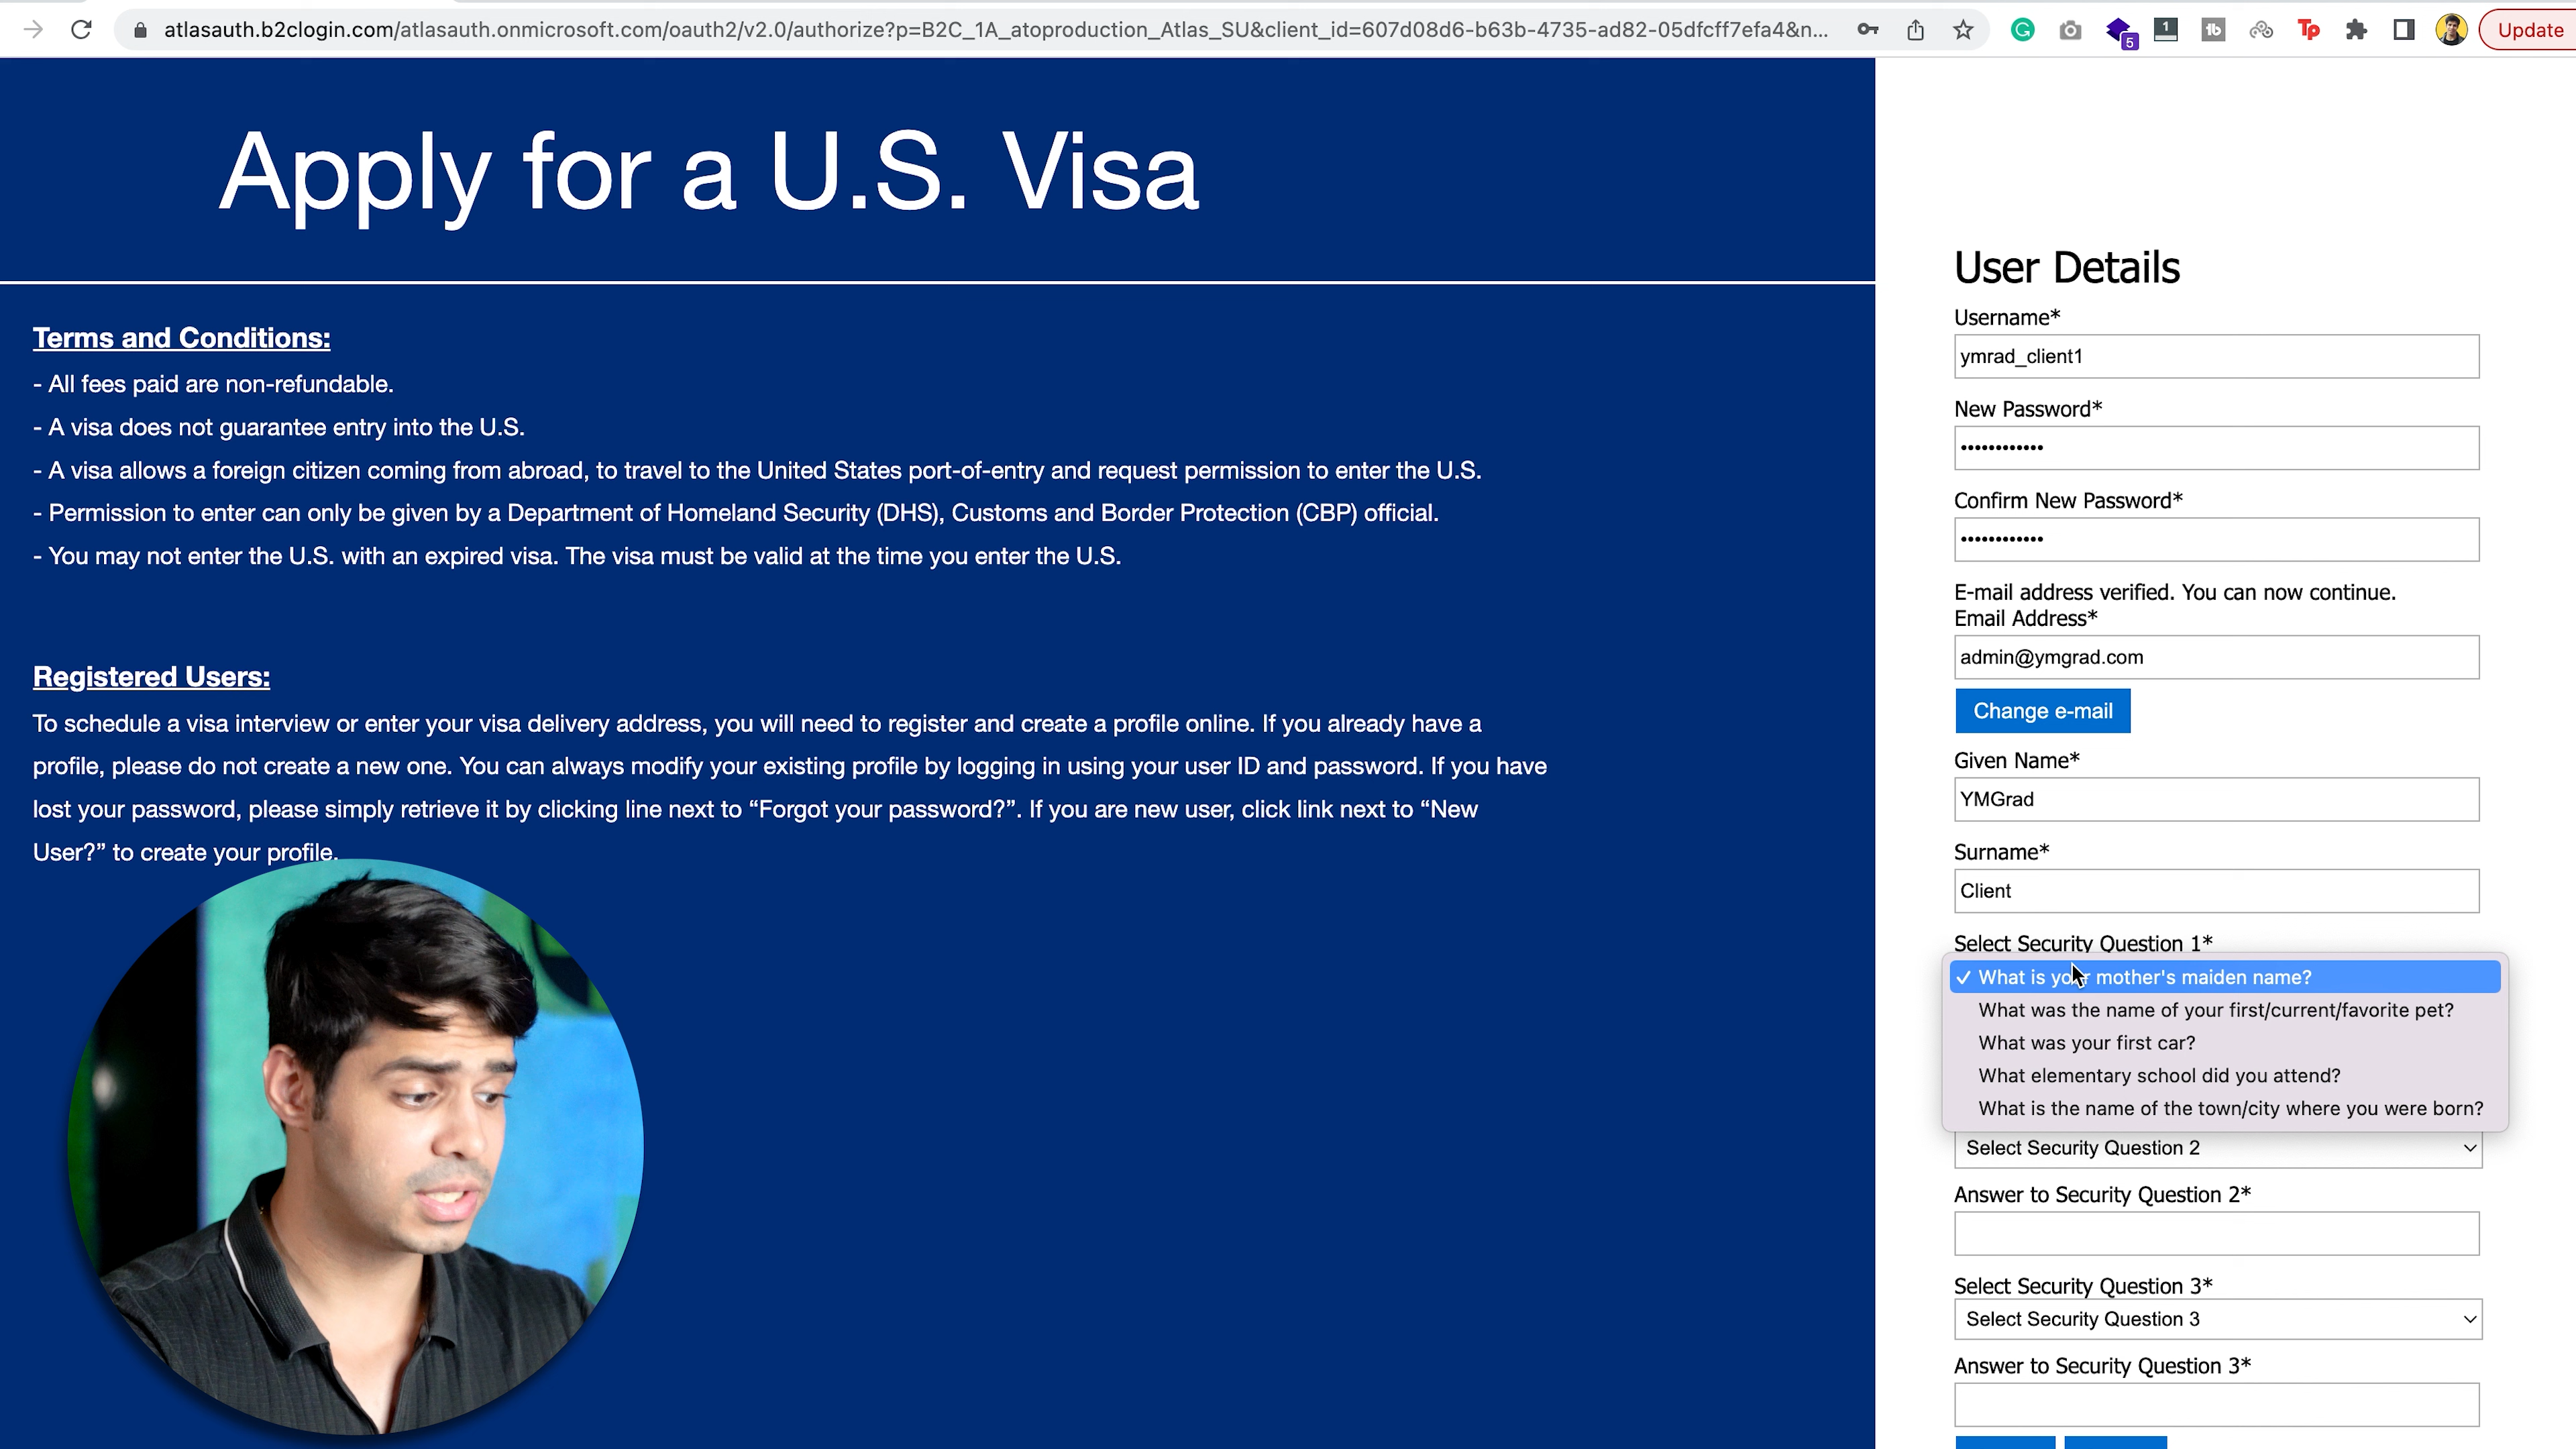 atlasauth.b2clogin.com/atlasauth.onmicrosoft.com/oauth2/v2.0/authorize?p=B2C_1A_atoproduction_Atlas_SU&client_id=607d08d6-b63b-4735-ad82-05dfcff7efa4&n...
5
1
tb
Tp
Update
Apply for a U.S. Visa
Terms and Conditions:
- All fees paid are non-refundable.
- A visa does not guarantee entry into the U.S.
- A visa allows a foreign citizen coming from abroad, to travel to the United States port-of-entry and request permission to enter the U.S.
- Permission to enter can only be given by a Department of Homeland Security (DHS), Customs and Border Protection (CBP) official.
- You may not enter the U.S. with an expired visa. The visa must be valid at the time you enter the U.S.
Registered Users:
To schedule a visa interview or enter your visa delivery address, you will need to register and create a profile online. If you already have a
profile, please do not create a new one. You can always modify your existing profile by logging in using your user ID and password. If you have
lost your password, please simply retrieve it by clicking line next to “Forgot your password?”. If you are new user, click link next to “New
User?” to create your profile.
User Details
Username*
ymrad_client1
New Password*
••••••••••••
Confirm New Password*
••••••••••••
E-mail address verified. You can now continue.
Email Address*
admin@ymgrad.com
Change e-mail
Given Name*
YMGrad
Surname*
Client
Select Security Question 1*
✓ What is your mother's maiden name?
What was the name of your first/current/favorite pet?
What was your first car?
What elementary school did you attend?
What is the name of the town/city where you were born?
Select Security Question 2
Answer to Security Question 2*
Select Security Question 3*
Select Security Question 3
Answer to Security Question 3*